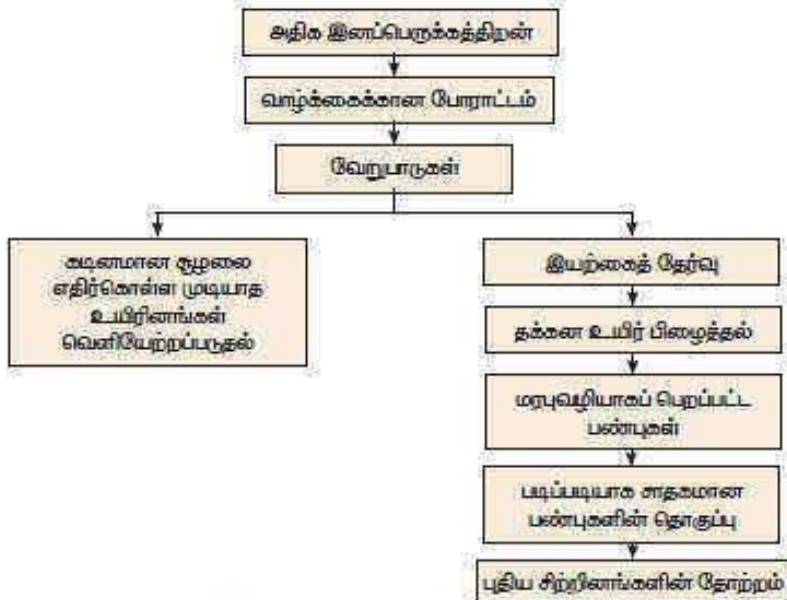 அதிக இனப்பெருக்கத்திறன்
வாழ்க்கைக்கான போராட்டம்
வேறுபாடுகள்
கடினமான சூழலை
எதிர்கொள்ள முடியாத
உயிரினங்கள்
வெளியேற்றப்படுதல்
இயற்கைத் தேர்வு
தக்கன உயிர் பிழைத்தல்
மரபுவழியாகப் பெறப்பட்ட
பண்புகள்
படிப்படியாக சாதகமான
பண்புகளின் தொகுப்பு
புதிய சிற்றினங்களின் தோற்றம்